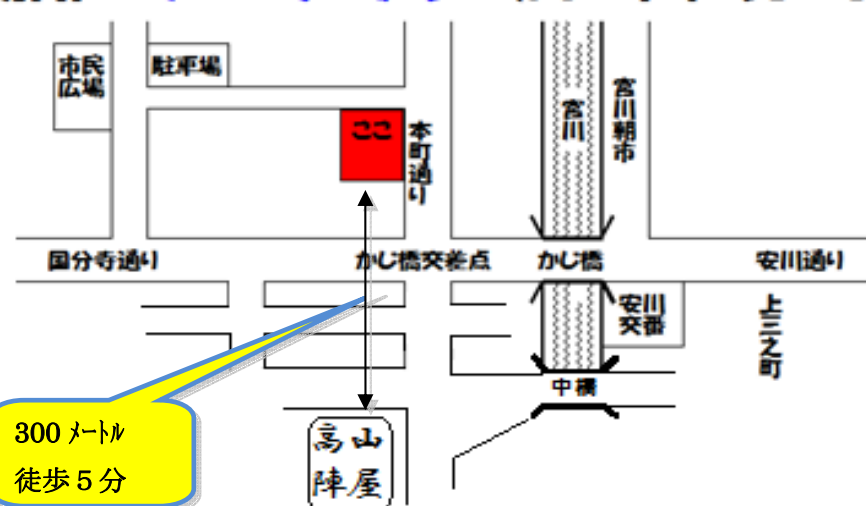 市民
広場
駐車場
ここ
本町通り
宮川
宮川朝市
国分寺通り
かじ橋交差点
かじ橋
安川通り
安川
交番
上三之町
中橋
300 メートル
徒歩５分
高山
陣屋